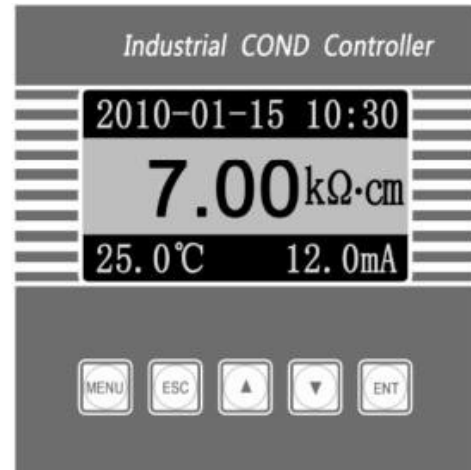 Industrial COND Controller
2010-01-15 10:30
7.00kΩ·cm
25.0℃ 12.0mA
MENU ESC ▲ ▼ ENT